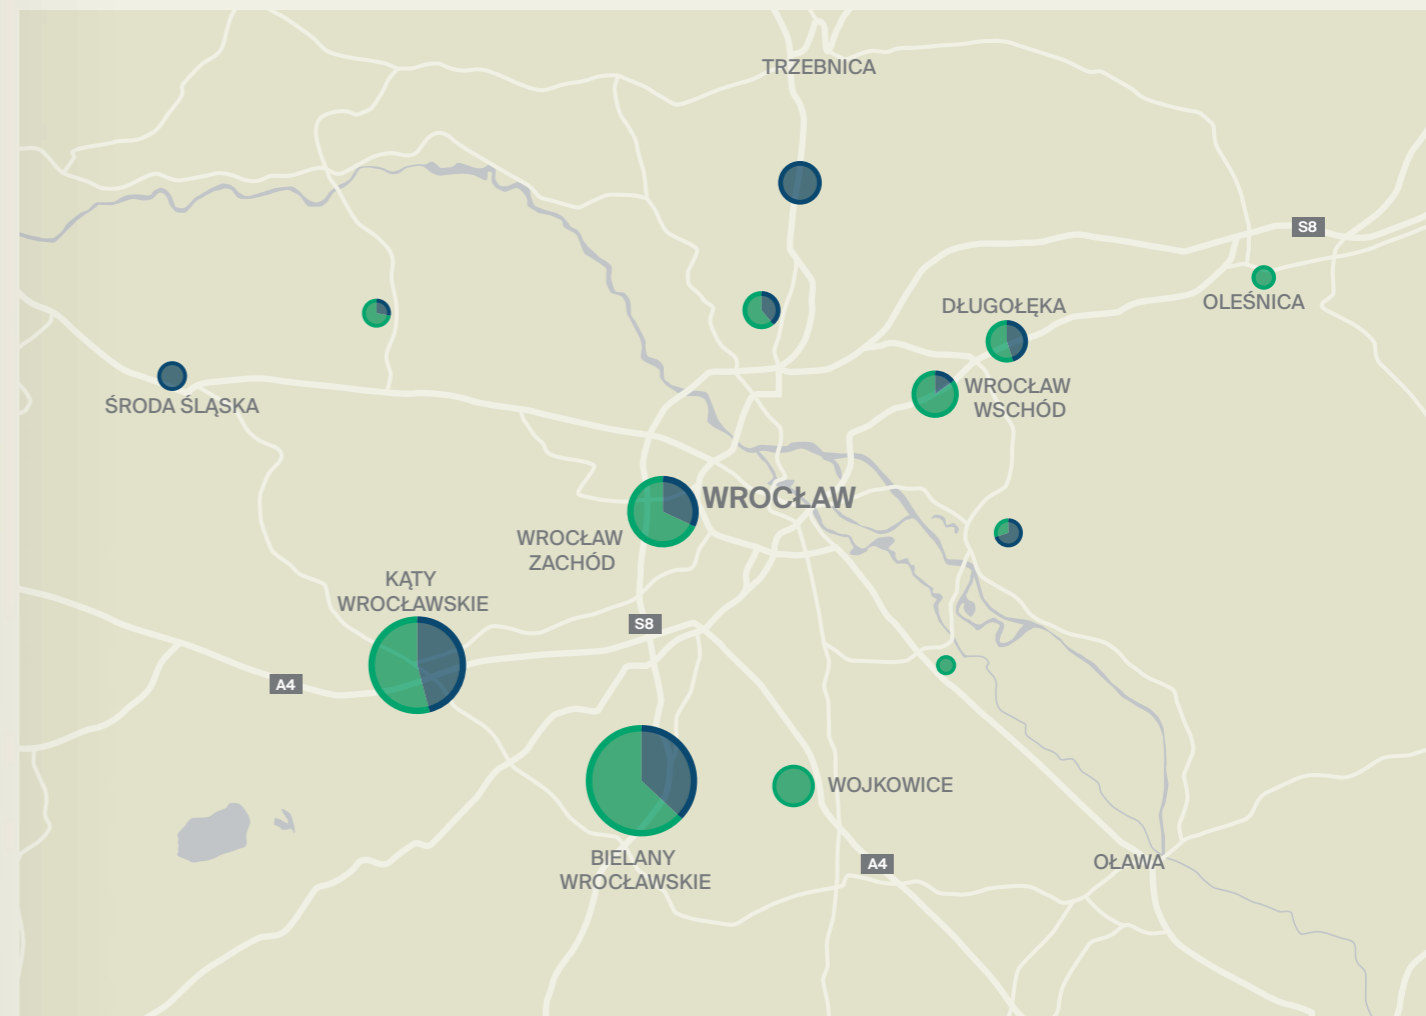 TRZEBNICA
S8
DŁUGOŁĘKA
OLEŚNICA
WROCŁAW
WSCHÓD
ŚRODA ŚLĄSKA
WROCŁAW
WROCŁAW
ZACHÓD
KĄTY
WROCŁAWSKIE
S8
A4
WOJKOWICE
BIELANY
WROCŁAWSKIE
A4
OŁAWA